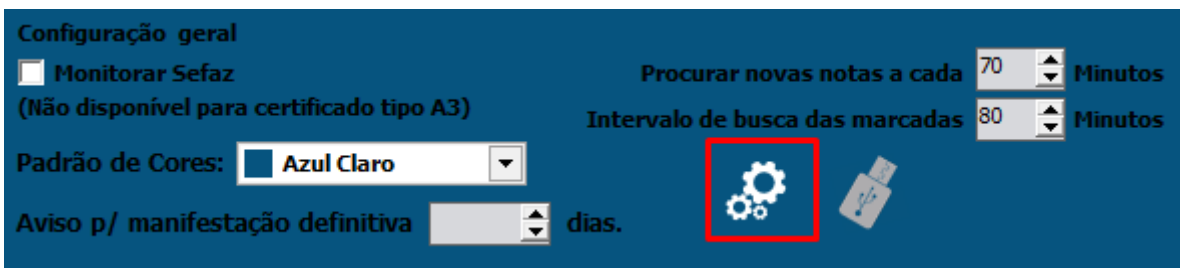 Configuração geral
Monitorar Sefaz
(Não disponível para certificado tipo A3)
Procurar novas notas a cada 70 Minutos
Intervalo de busca das marcadas 80 Minutos
Padrão de Cores: Azul Claro
Aviso p/ manifestação definitiva dias.